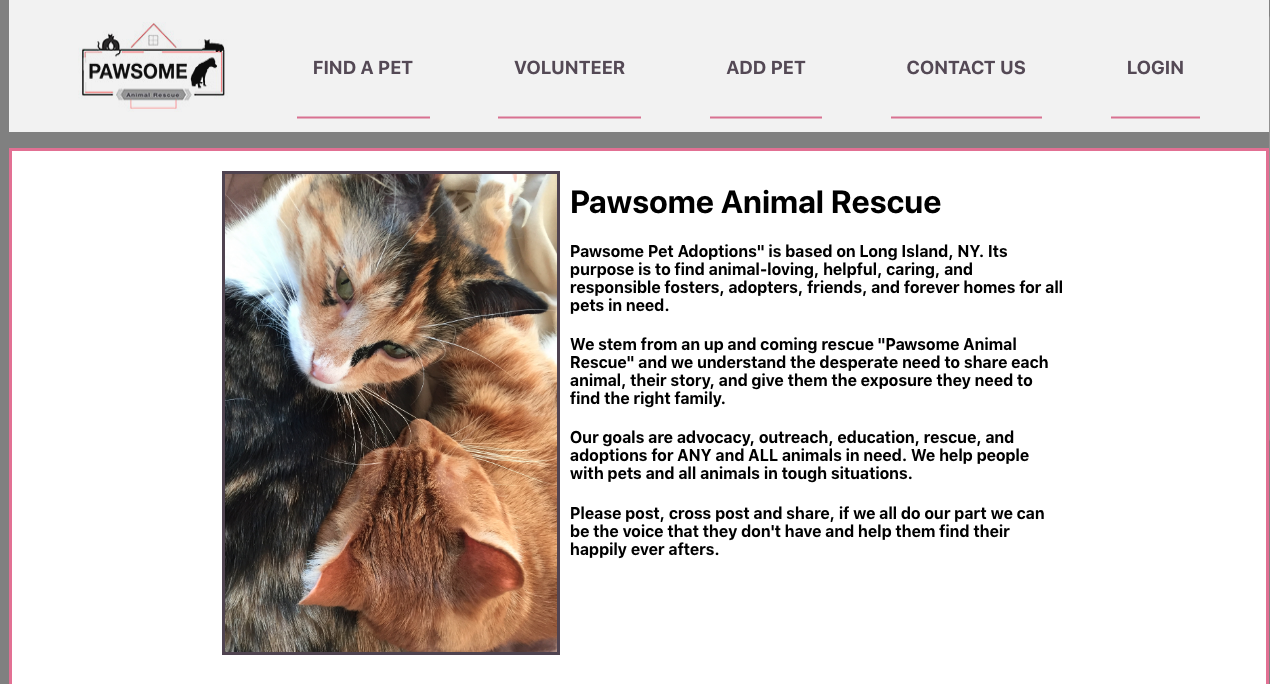 PAWSOME
Animal Rescue
FIND A PET
VOLUNTEER
ADD PET
CONTACT US
LOGIN
Pawsome Animal Rescue
Pawsome Pet Adoptions" is based on Long Island, NY. Its
purpose is to find animal-loving, helpful, caring, and
responsible fosters, adopters, friends, and forever homes for all
pets in need.
We stem from an up and coming rescue "Pawsome Animal
Rescue" and we understand the desperate need to share each
animal, their story, and give them the exposure they need to
find the right family.
Our goals are advocacy, outreach, education, rescue, and
adoptions for ANY and ALL animals in need. We help people
with pets and all animals in tough situations.
Please post, cross post and share, if we all do our part we can
be the voice that they don't have and help them find their
happily ever afters.